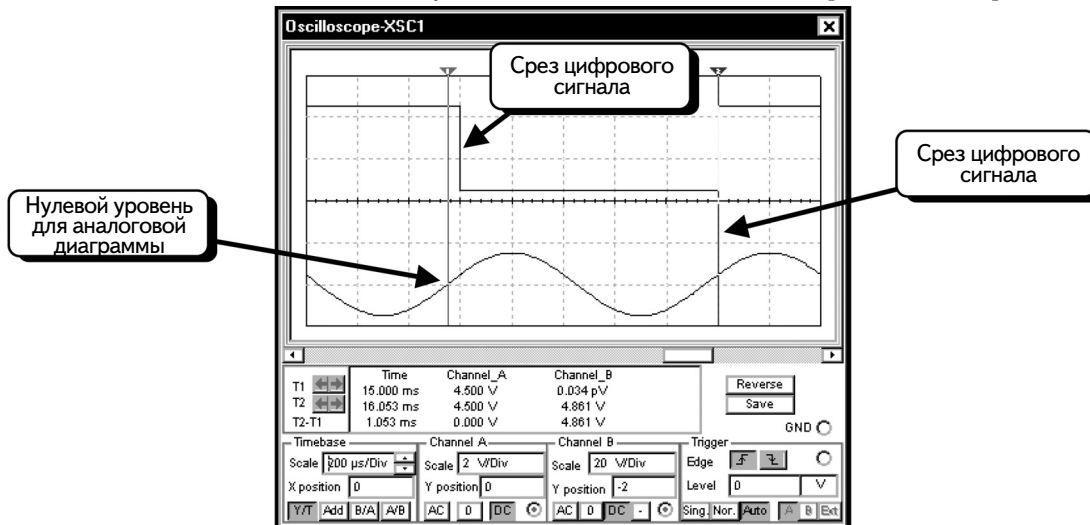 Oscilloscope-XSC1
Срез цифрового
сигнала
Срез цифрового
сигнала
Нулевой уровень
для аналоговой
диаграммы
1
2
Time Channel_A Channel_B
T1 15.000 ms 4.500 V 0.034 pV
T2 16.053 ms 4.500 V 4.861 V
T2-T1 1.053 ms 0.000 V 4.861 V
Reverse
Save
GND
Timebase Channel A Channel B Trigger
Scale 200 µs/Div Scale 2 V/Div Scale 20 V/Div Edge
X position 0 Y position 0 Y position -2 Level 0 V
Y/T Add B/A A/B AC 0 DC AC 0 DC - Sing. Nor. Auto A B Ext